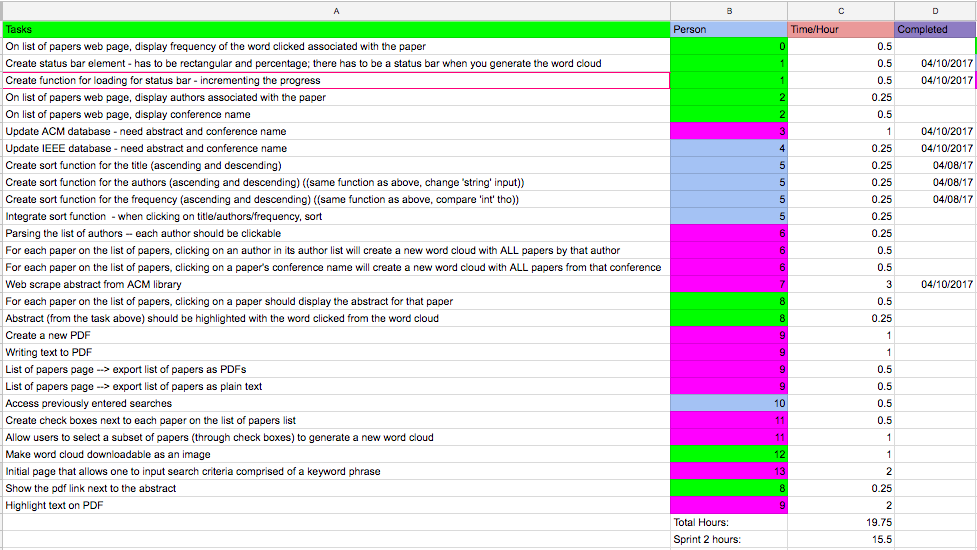 A B C D
Tasks Person Time/Hour Completed
On list of papers web page, display frequency of the word clicked associated with the paper 0 0.5
Create status bar element - has to be rectangular and percentage; there has to be a status bar when you generate the word cloud 1 0.5 04/10/2017
Create function for loading for status bar - incrementing the progress 1 0.5 04/10/2017
On list of papers web page, display authors associated with the paper 2 0.25
On list of papers web page, display conference name 2 0.5
Update ACM database - need abstract and conference name 3 1 04/10/2017
Update IEEE database - need abstract and conference name 4 0.25 04/10/2017
Create sort function for the title (ascending and descending) 5 0.25 04/08/17
Create sort function for the authors (ascending and descending) ((same function as above, change 'string' input)) 5 0.25 04/08/17
Create sort function for the frequency (ascending and descending) ((same function as above, compare 'int' tho)) 5 0.25 04/08/17
Integrate sort function - when clicking on title/authors/frequency, sort 5 0.25
Parsing the list of authors -- each author should be clickable 6 0.25
For each paper on the list of papers, clicking on an author in its author list will create a new word cloud with ALL papers by that author 6 0.5
For each paper on the list of papers, clicking on a paper's conference name will create a new word cloud with ALL papers from that conference 6 0.5
Web scrape abstract from ACM library 7 3 04/10/2017
For each paper on the list of papers, clicking on a paper should display the abstract for that paper 8 0.5
Abstract (from the task above) should be highlighted with the word clicked from the word cloud 8 0.25
Create a new PDF 9 1
Writing text to PDF 9 1
List of papers page --> export list of papers as PDFs 9 0.5
List of papers page --> export list of papers as plain text 9 0.5
Access previously entered searches 10 0.5
Create check boxes next to each paper on the list of papers list 11 0.5
Allow users to select a subset of papers (through check boxes) to generate a new word cloud 11 1
Make word cloud downloadable as an image 12 1
Initial page that allows one to input search criteria comprised of a keyword phrase 13 2
Show the pdf link next to the abstract 8 0.25
Highlight text on PDF 9 2
Total Hours: 19.75
Sprint 2 hours: 15.5